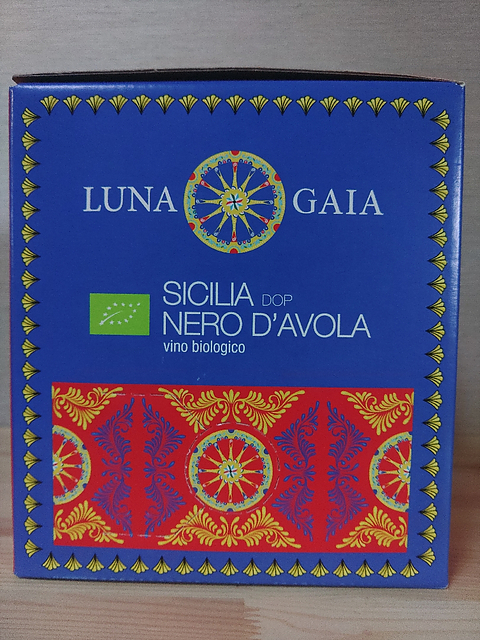 LUNA GAIA
SICILIA DOP
NERO D'AVOLA
vino biologico